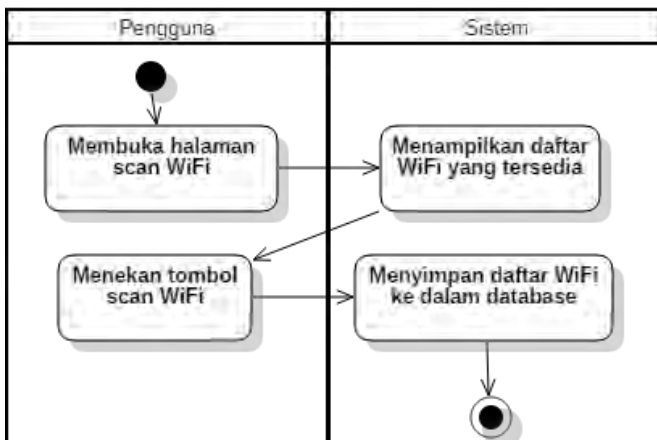 Pengguna
Sistem
Membuka halaman
scan WiFi
Menampilkan daftar
WiFi yang tersedia
Menekan tombol
scan WiFi
Menyimpan daftar WiFi
ke dalam database